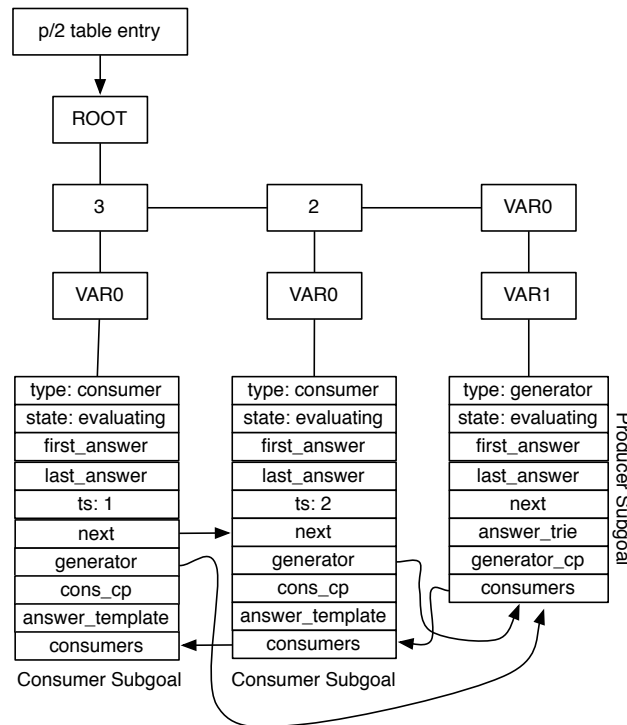 p/2 table entry
ROOT
3
2
VAR0
VAR0
VAR0
VAR1
type: consumer
state: evaluating
first_answer
last_answer
ts: 1
next
generator
cons_cp
answer_template
consumers
Consumer Subgoal
type: consumer
state: evaluating
first_answer
last_answer
ts: 2
next
generator
cons_cp
answer_template
consumers
Consumer Subgoal
type: generator
state: evaluating
first_answer
last_answer
next
answer_trie
generator_cp
consumers
Producer Subgoal